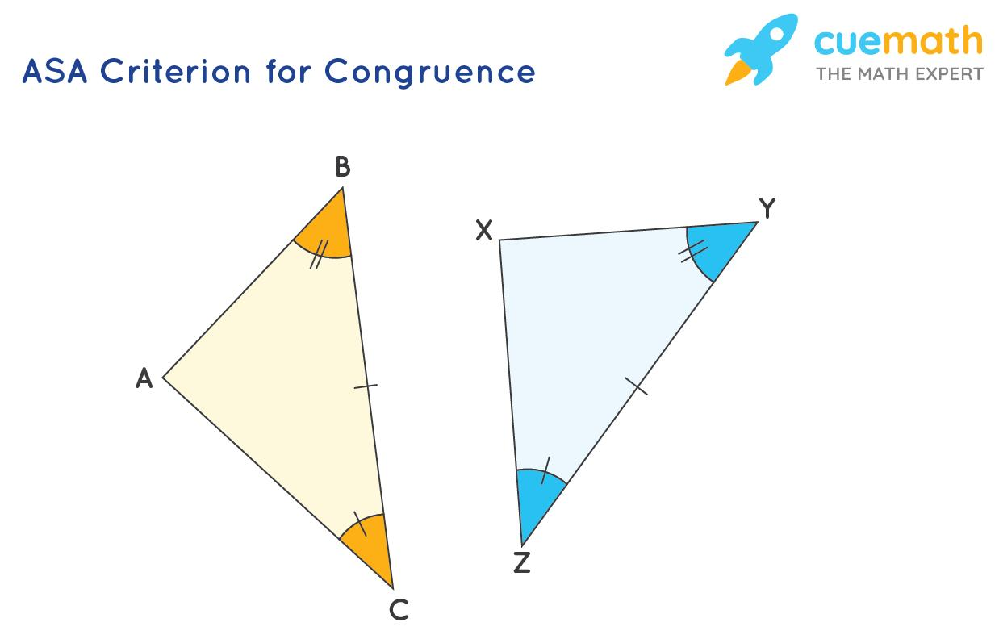 cuemath
ASA Criterion for Congruence
THE MATH EXPERT
B
Y
X
A
Z
C